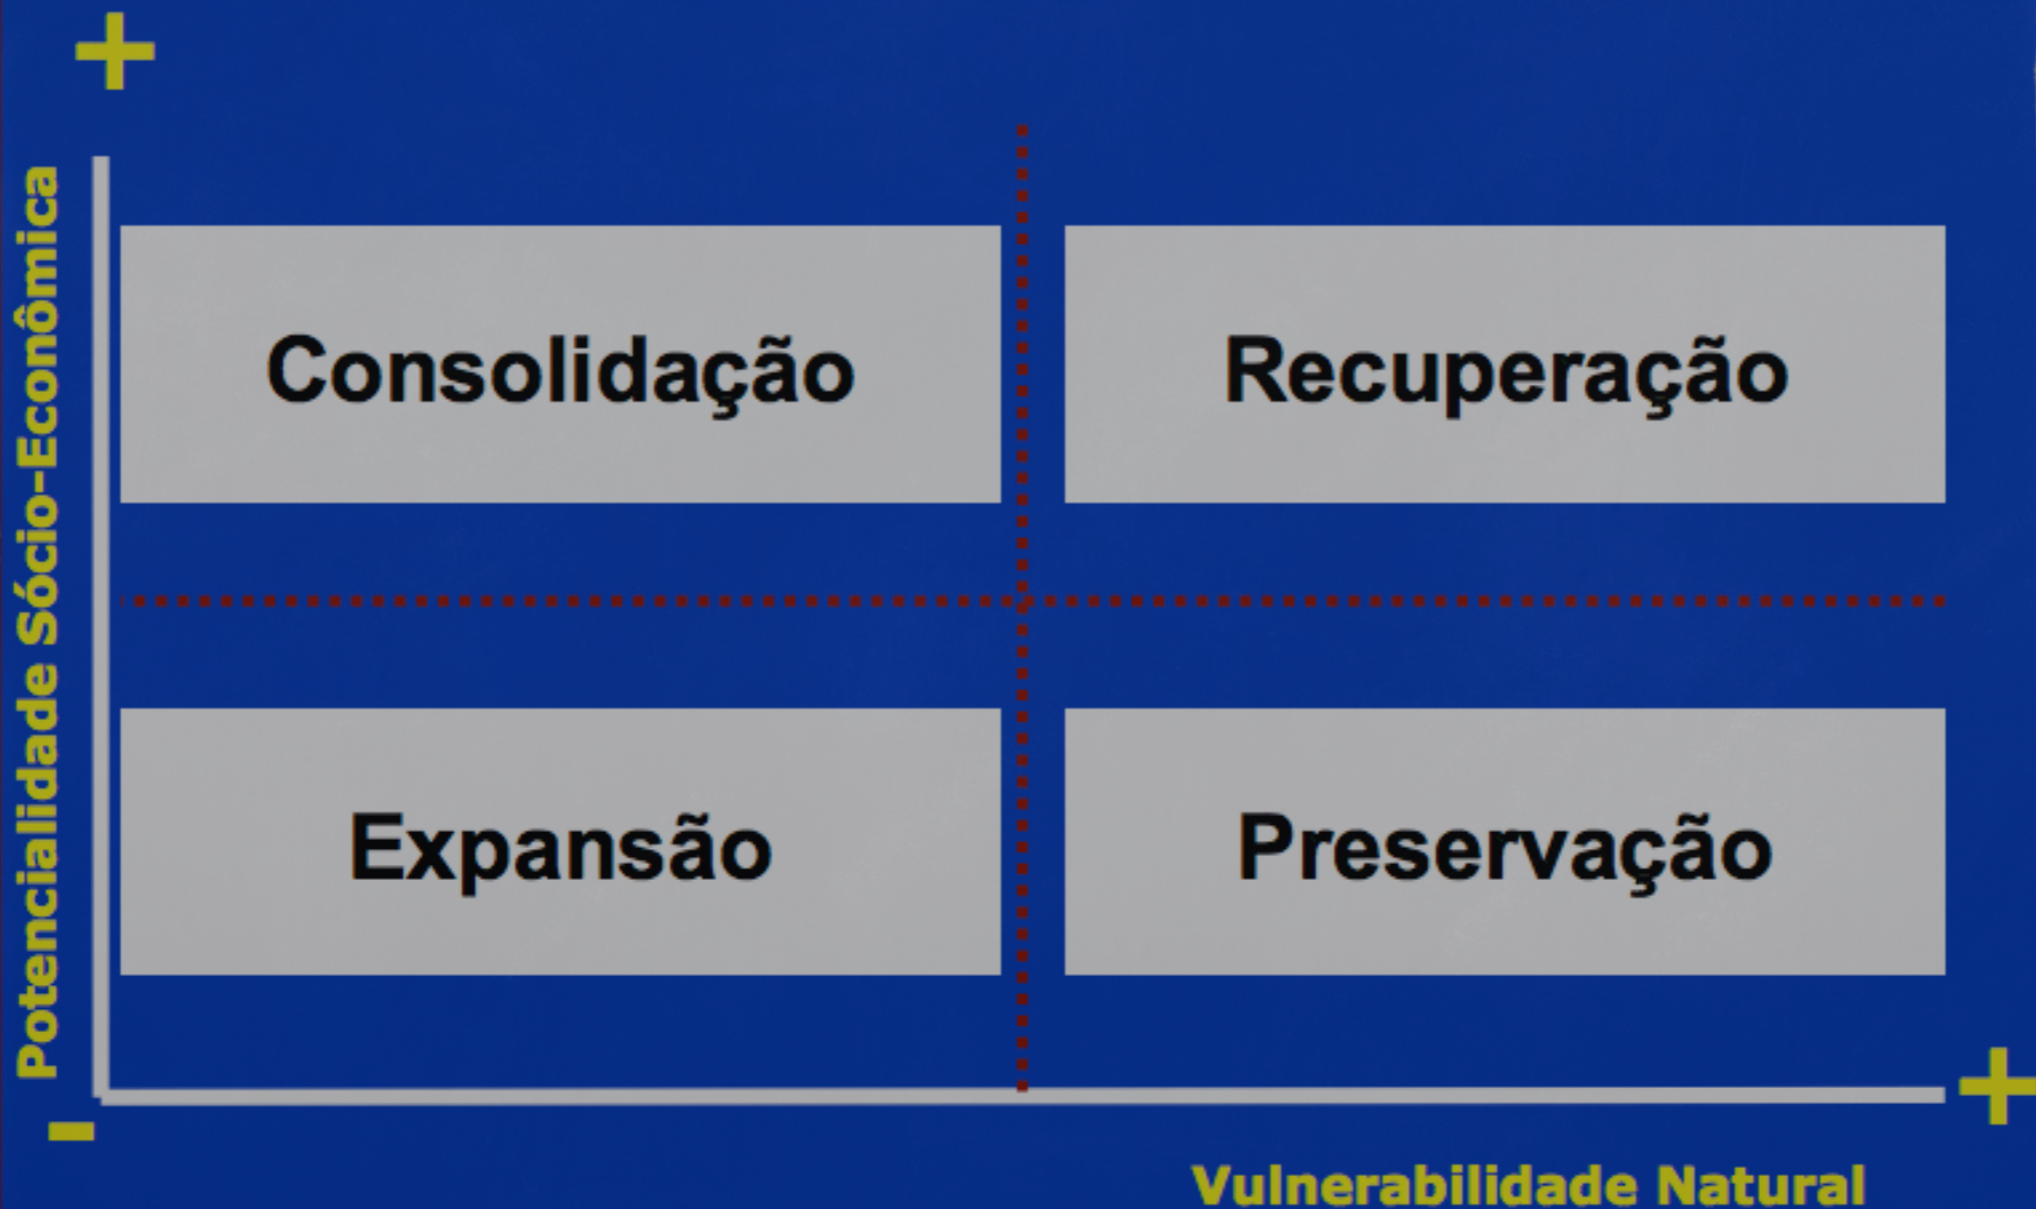 +
Potencialidade Sócio-Econômica
Consolidação
Recuperação
Expansão
Preservação
-
+
Vulnerabilidade Natural